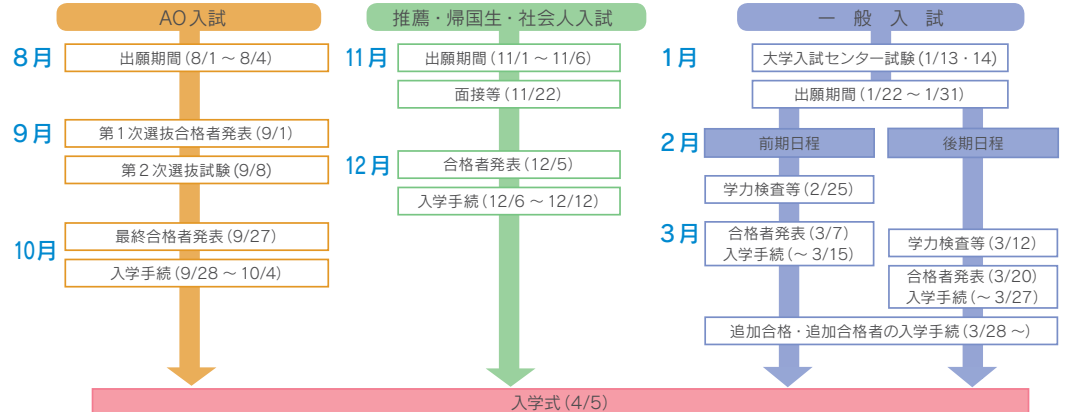 AO入試
8月
出願期間(8/1～8/4)
9月
第1次選抜合格者発表(9/1)
第2次選抜試験(9/8)
10月
最終合格者発表(9/27)
入学手続(9/28～10/4)
推薦・帰国生・社会人入試
11月
出願期間(11/1～11/6)
面接等(11/22)
12月
合格者発表(12/5)
入学手続(12/6～12/12)
一般入試
1月
大学入試センター試験(1/13・14)
出願期間(1/22～1/31)
2月
前期日程
学力検査等(2/25)
3月
合格者発表(3/7)
入学手続(～3/15)
後期日程
学力検査等(3/12)
合格者発表(3/20)
入学手続(～3/27)
追加合格・追加合格者の入学手続(3/28～)
入学式(4/5)